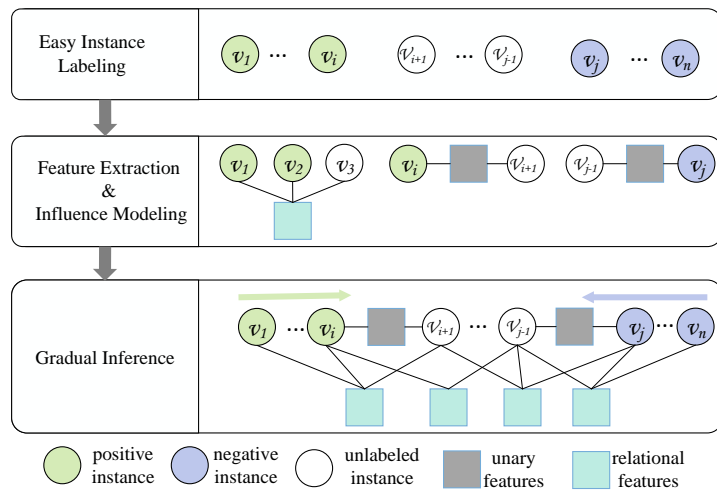 Easy Instance
Labeling
v1 ... vi vi+1 ... vj-1 vj ... vn
Feature Extraction
&
Influence Modeling
v1 v2 v3 vi vi+1 vj-1 vj
Gradual Inference
v1 ... vi vi+1 ... vj-1 vj ... vn
positive
instance
negative
instance
unlabeled
instance
unary
features
relational
features